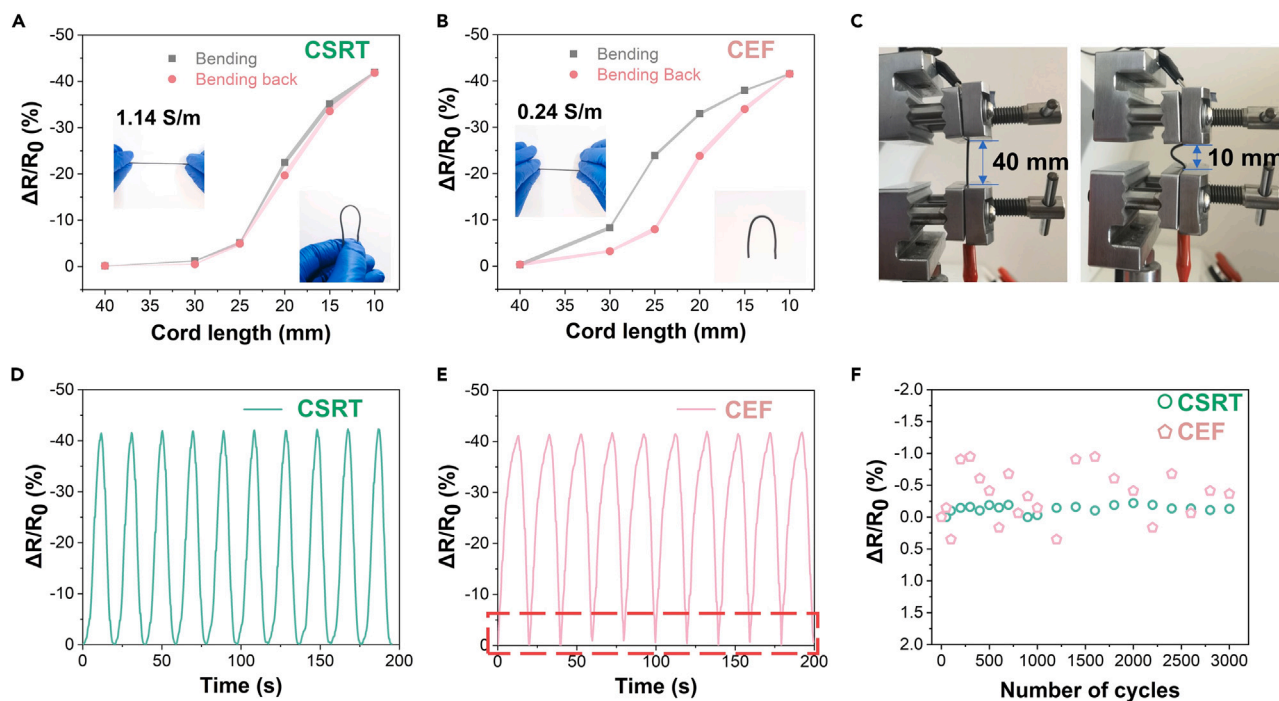 A
-50
-40
-30
-20
-10
0
ΔR/R0 (%)
Bending
Bending back
CSRT
1.14 S/m
40 35 30 25 20 15 10
Cord length (mm)
B
-50
-40
-30
-20
-10
0
ΔR/R0 (%)
Bending
Bending Back
CEF
0.24 S/m
40 35 30 25 20 15 10
Cord length (mm)
C
40 mm
10 mm
D
-50
-40
-30
-20
-10
0
ΔR/R0 (%)
CSRT
0 50 100 150 200
Time (s)
E
-50
-40
-30
-20
-10
0
ΔR/R0 (%)
CEF
0 50 100 150 200
Time (s)
F
-2.0
-1.5
-1.0
-0.5
0.0
0.5
1.0
1.5
2.0
ΔR/R0 (%)
CSRT
CEF
0 500 1000 1500 2000 2500 3000
Number of cycles